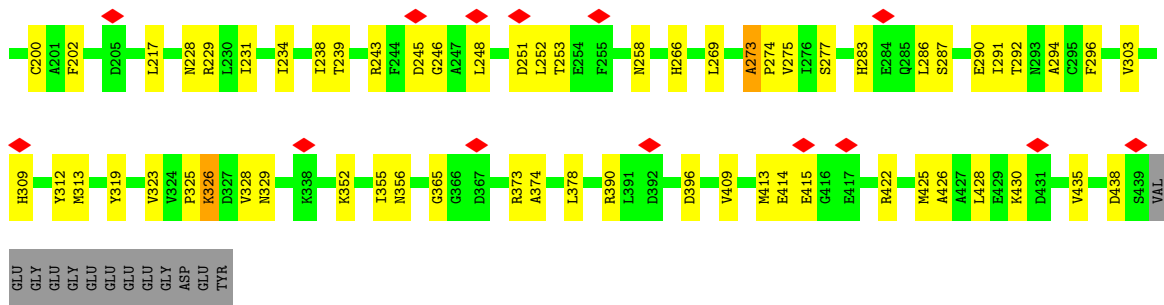 C200 A201 F202 D205 L217 N228 R229 L230 I231 I234 I238 T239 R243 F244 D245 G246 A247 L248 D251 L252 T253 E254 F255 N258 H266 L269 A273 P274 V275 I276 S277 H283 E284 Q285 L286 S287 E290 I291 T292 N293 A294 C295 F296 V303
H309 Y312 M313 Y319 V323 V324 P325 K326 D327 V328 N329 K338 K352 I355 N356 G365 G366 D367 R373 A374 L378 R390 L391 D392 D396 V409 M413 E414 E415 G416 E417 R422 M425 A426 A427 L428 E429 K430 D431 V435 D438 S439 VAL
GLU GLY GLU GLY GLU GLU GLU GLY ASP GLU TYR